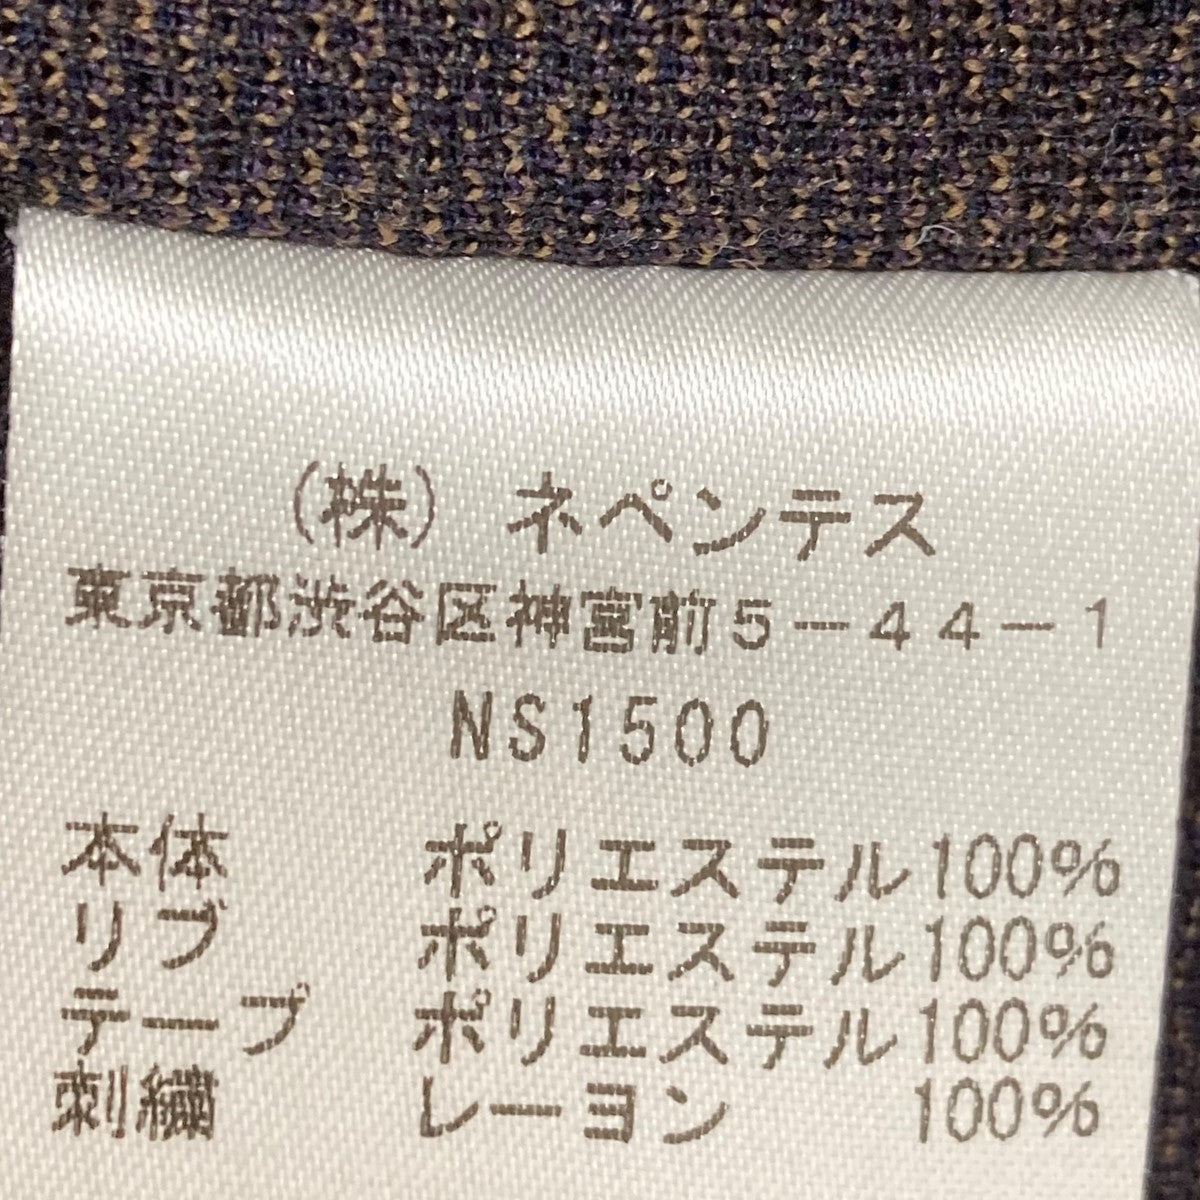 (株) ネペンテス
東京都渋谷区神宮前5-44-1
NS1500
本体 ポリエステル100%
リブ ポリエステル100%
テープ ポリエステル100%
刺繍 レーヨン 100%